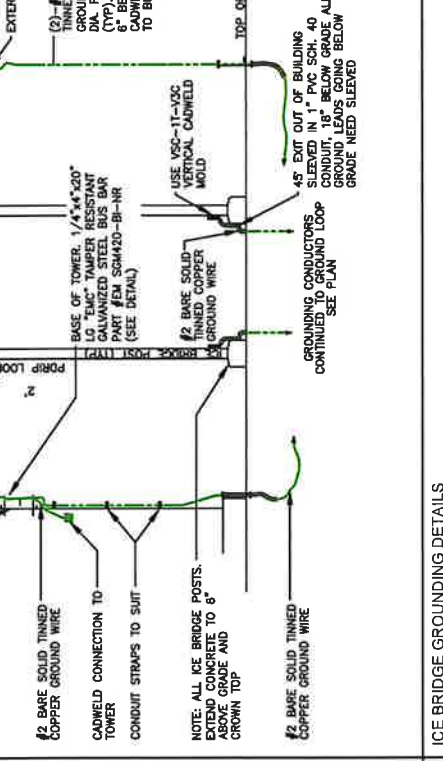 EXTER
(2)-#
TINNE
GROUN
DIA. P
(TYP).
6" BE
CADW
TO BU
TOP O
BASE OF TOWER. 1/4"x4"x20"
LG "EMC" TAMPER RESISTANT
GALVANIZED STEEL BUS BAR
PART #EM SGM420-BI-NR
(SEE DETAIL)
2'
DRIP LOO
BRIDGE POST (TYP)
USE VSC-1T-V3C
VERTICAL CADWELD
MOLD
#2 BARE SOLID
TINNED COPPER
GROUND WIRE
45° EXIT OUT OF BUILDING
SLEEVED IN 1" PVC SCH. 40
CONDUIT, 18" BELOW GRADE AL
GROUND LEADS GOING BELOW
GRADE NEED SLEEVED
GROUNDING CONDUCTORS
CONTINUED TO GROUND LOOP
SEE PLAN
#2 BARE SOLID TINNED
COPPER GROUND WIRE
CADWELD CONNECTION TO
TOWER
CONDUIT STRAPS TO SUIT
NOTE: ALL ICE BRIDGE POSTS.
EXTEND CONCRETE TO 6"
ABOVE GRADE AND
CROWN TOP
#2 BARE SOLID TINNED
COPPER GROUND WIRE
ICE BRIDGE GROUNDING DETAILS